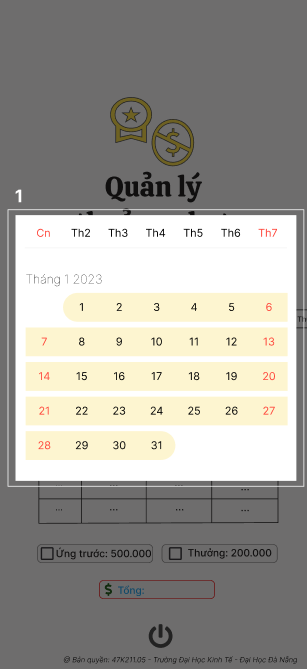 Quản lý
1
Cn Th2 Th3 Th4 Th5 Th6 Th7
Tháng 1 2023
1 2 3 4 5 6
7 8 9 10 11 12 13
14 15 16 17 18 19 20
21 22 23 24 25 26 27
28 29 30 31
...
... ... ... ...
Ứng trước: 500.000 Thưởng: 200.000
$ Tổng:
@ Bản quyền: 47K211.05 - Trường Đại Học Kinh Tế - Đại Học Đà Nẵng